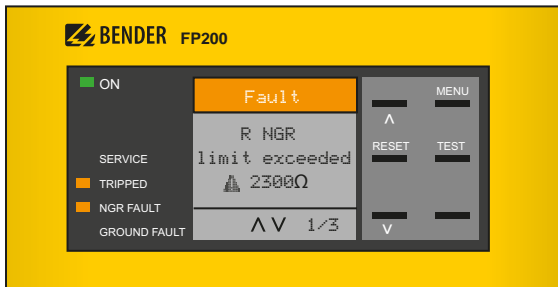 BENDER FP200
ON
Fault
MENU
R NGR
limit exceeded
2300Ω
RESET TEST
SERVICE
TRIPPED
NGR FAULT
GROUND FAULT
1/3